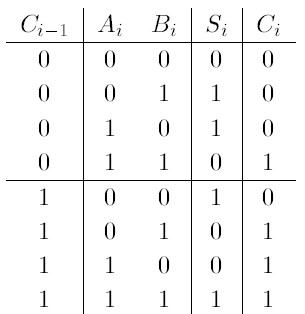 C_{i-1} A_i B_i S_i C_i
0 0 0 0 0
0 0 1 1 0
0 1 0 1 0
0 1 1 0 1
1 0 0 1 0
1 0 1 0 1
1 1 0 0 1
1 1 1 1 1